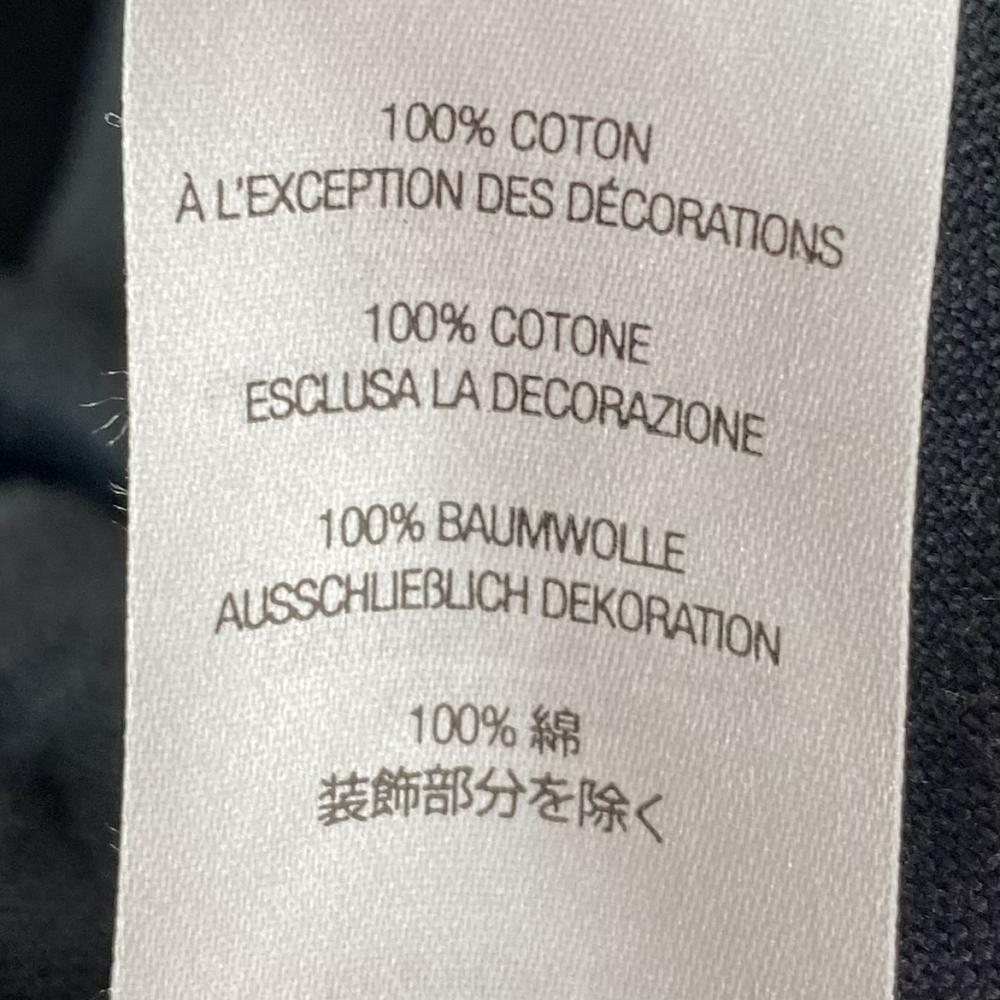 100% COTON
À L'EXCEPTION DES DÉCORATIONS
100% COTONE
ESCLUSA LA DECORAZIONE
100% BAUMWOLLE
AUSSCHLIEßLICH DEKORATION
100% 綿
装飾部分を除く